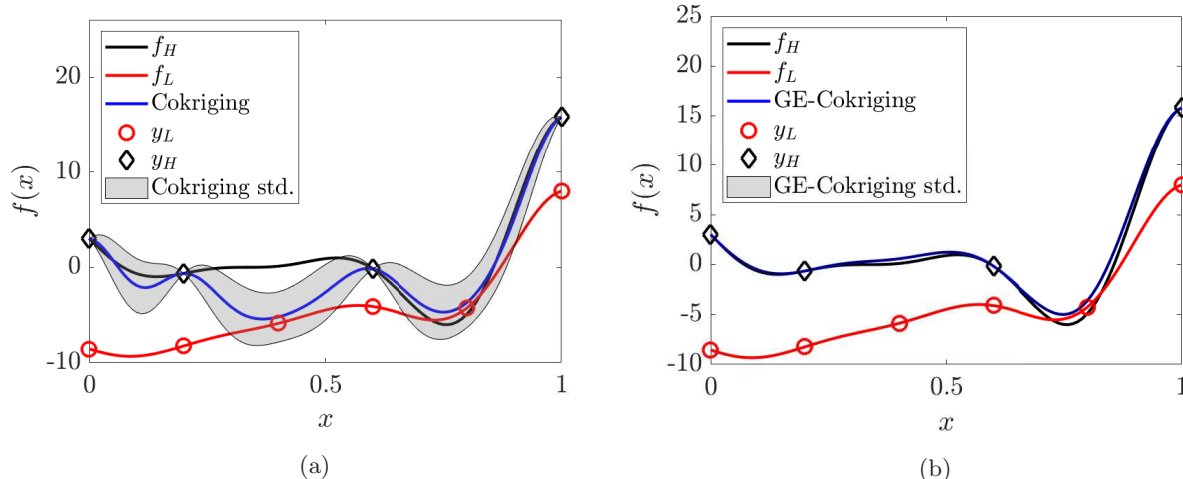 f_H
f_L
Cokriging
y_L
y_H
Cokriging std.
20
10
0
-10
f(x)
0
0.5
1
x
(a)
f_H
f_L
GE-Cokriging
y_L
y_H
GE-Cokriging std.
25
20
15
10
5
0
-5
-10
f(x)
0
0.5
1
x
(b)